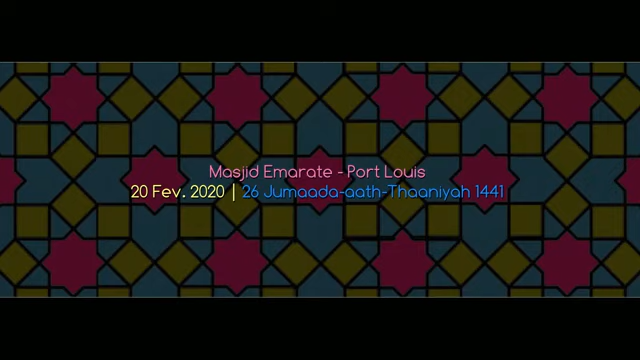 Masjid Emarate - Port Louis
20 Fev. 2020 | 26 Jumaada-aath-Thaaniyah 1441